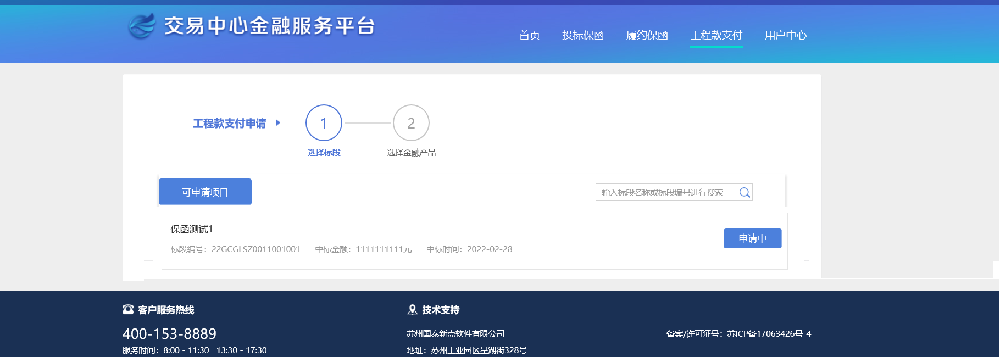 交易中心金融服务平台
首页 投标保函 履约保函 工程款支付 用户中心
工程款支付申请 1 2
选择标段 选择金融产品
可申请项目 输入标段名称或标段编号进行搜索
保函测试1
申请中
标段编号：22GCGLSZ0011001001 中标金额：1111111111元 中标时间：2022-02-28
客户服务热线 技术支持
400-153-8889 苏州国泰新点软件有限公司 备案/许可证号：苏ICP备17063426号-4
服务时间：8:00 - 11:30 13:30 - 17:30 地址：苏州工业园区星湖街328号